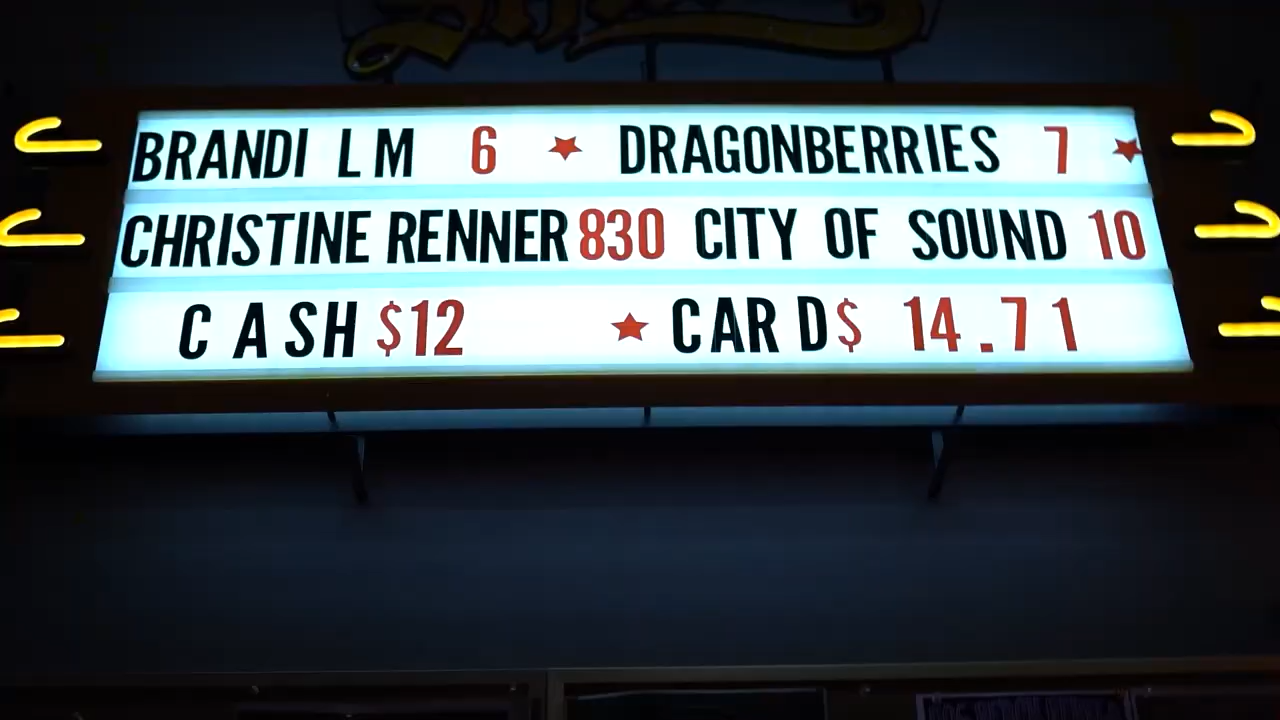 BRANDI LM 6 ★ DRAGONBERRIES 7 ★
CHRISTINE RENNER 830 CITY OF SOUND 10
CASH $12 ★ CARD $ 14.71